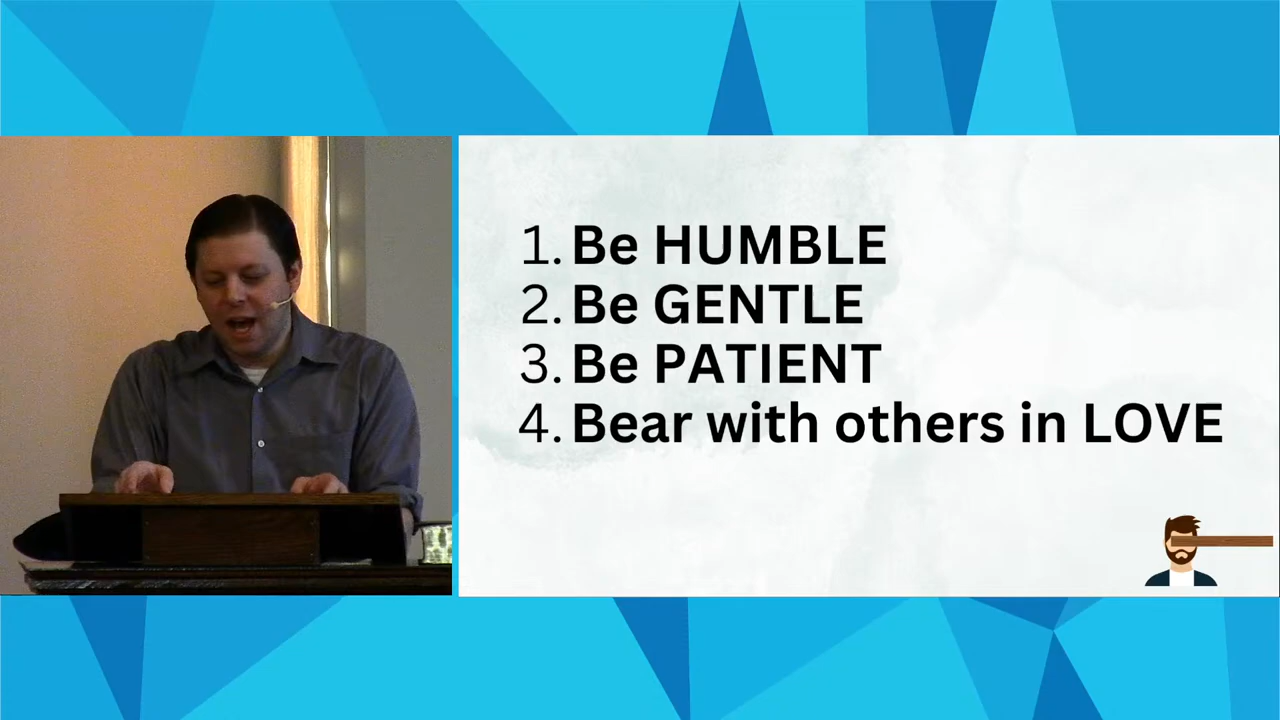 1. Be HUMBLE
2. Be GENTLE
3. Be PATIENT
4. Bear with others in LOVE